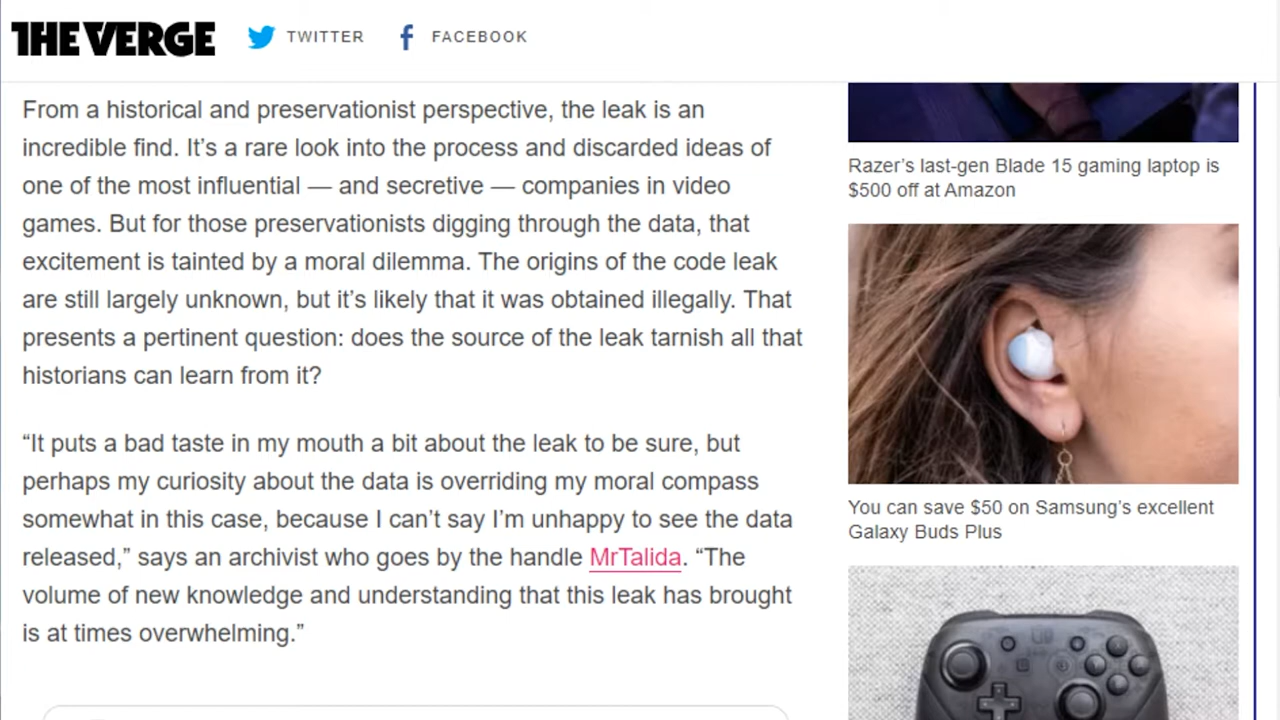 THE VERGE
TWITTER
FACEBOOK
From a historical and preservationist perspective, the leak is an
incredible find. It’s a rare look into the process and discarded ideas of
one of the most influential — and secretive — companies in video
games. But for those preservationists digging through the data, that
excitement is tainted by a moral dilemma. The origins of the code leak
are still largely unknown, but it’s likely that it was obtained illegally. That
presents a pertinent question: does the source of the leak tarnish all that
historians can learn from it?
“It puts a bad taste in my mouth a bit about the leak to be sure, but
perhaps my curiosity about the data is overriding my moral compass
somewhat in this case, because I can’t say I’m unhappy to see the data
released,” says an archivist who goes by the handle MrTalida. “The
volume of new knowledge and understanding that this leak has brought
is at times overwhelming.”
Razer’s last-gen Blade 15 gaming laptop is
$500 off at Amazon
You can save $50 on Samsung’s excellent
Galaxy Buds Plus